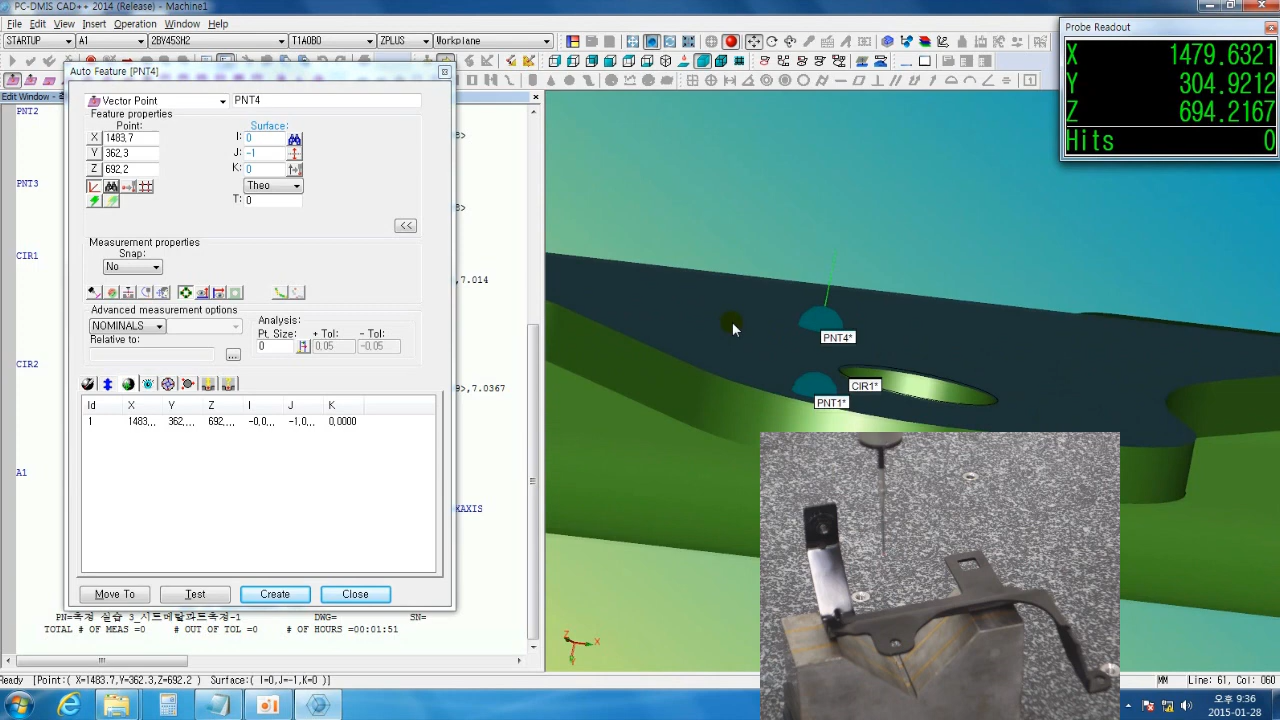 PC-DMIS CAD++ 2014 (Release) - Machine1
File Edit View Insert Operation Window Help
STARTUP A1 2BV45SH2 T1A0B0 ZPLUS Workplane
Probe Readout
X 1479.6321
Y 304.9212
Z 694.2167
Hits 0
Auto Feature [PNT4]
Edit Window -
Vector Point PNT4
Feature properties
Point: Surface:
X 1483,7 I: 0
Y 362,3 J: -1
Z 692,2 K: 0
Theo
T: 0
<<
Measurement properties
Snap:
No
Advanced measurement options
NOMINALS
Relative to:
...
Analysis:
Pt. Size: + Tol: - Tol:
0 0,05 -0,05
Id X Y Z I J K
1 1483,... 362,... 692,... -0,0... -1,0,... 0,0000
Move To Test Create Close
PNT2
PNT3
CIR1
CIR2
A1
>
>
,7.014
>,7.0367
XAXIS
PN=측정 실습 3_시트메탈파트측정-1 DWG= SN=
TOTAL # OF MEAS =0 # OUT OF TOL =0 # OF HOURS =00:01:51
PNT4*
CIR1*
PNT1*
Z X
Ready [Point:( X=1483.7,Y=362.3,Z=692.2 ) Surface:( I=0,J=-1,K=0 )]
MM Line: 61, Col: 060
오후 9:36
2015-01-28